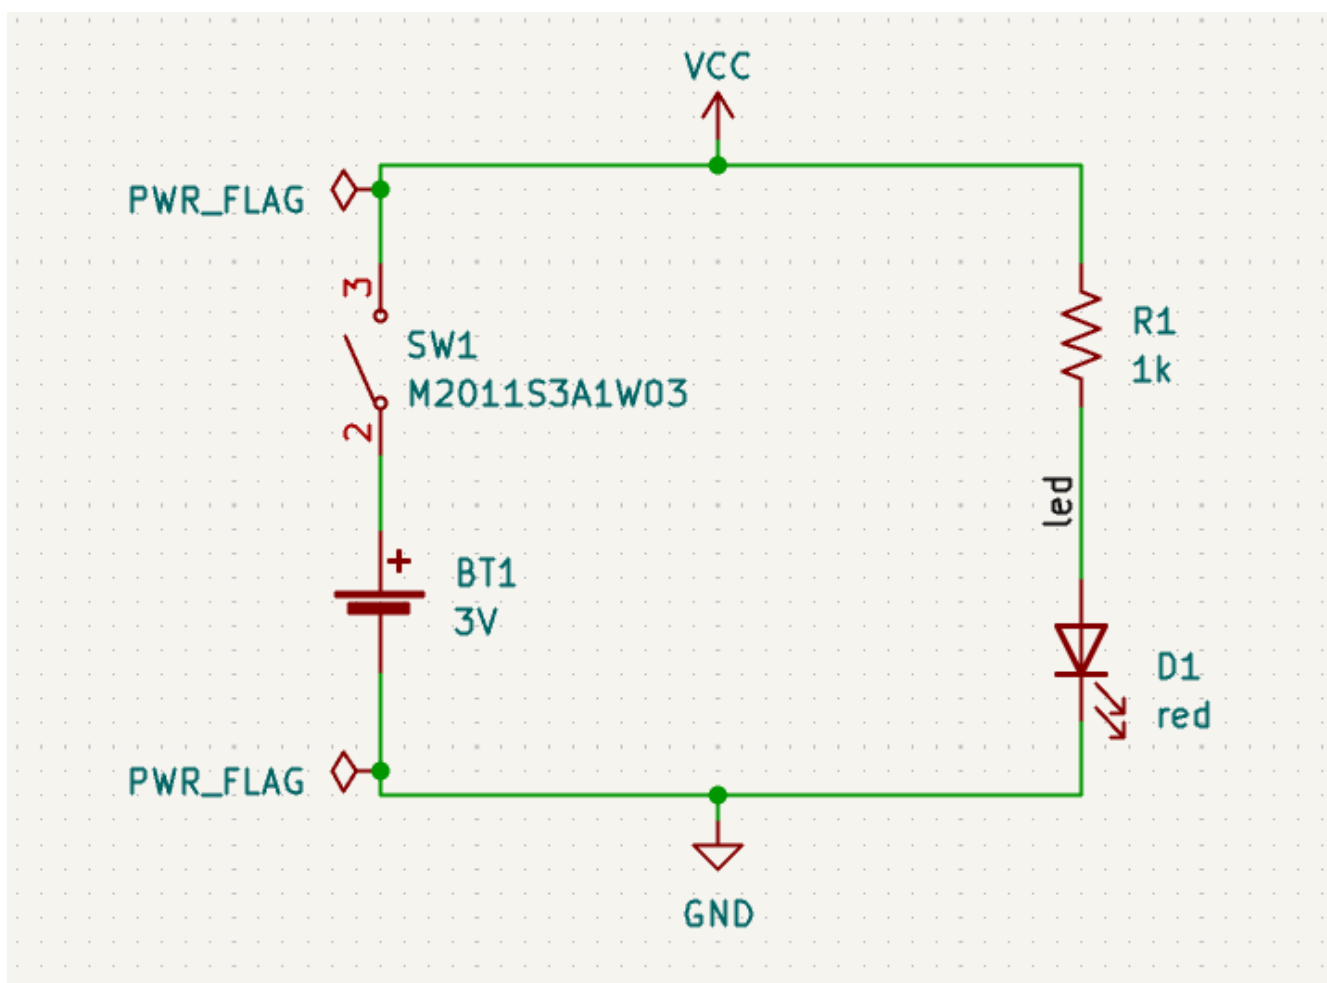 VCC
PWR_FLAG
3
SW1
M2011S3A1W03
2
R1
1k
led
+
BT1
3V
D1
red
PWR_FLAG
GND